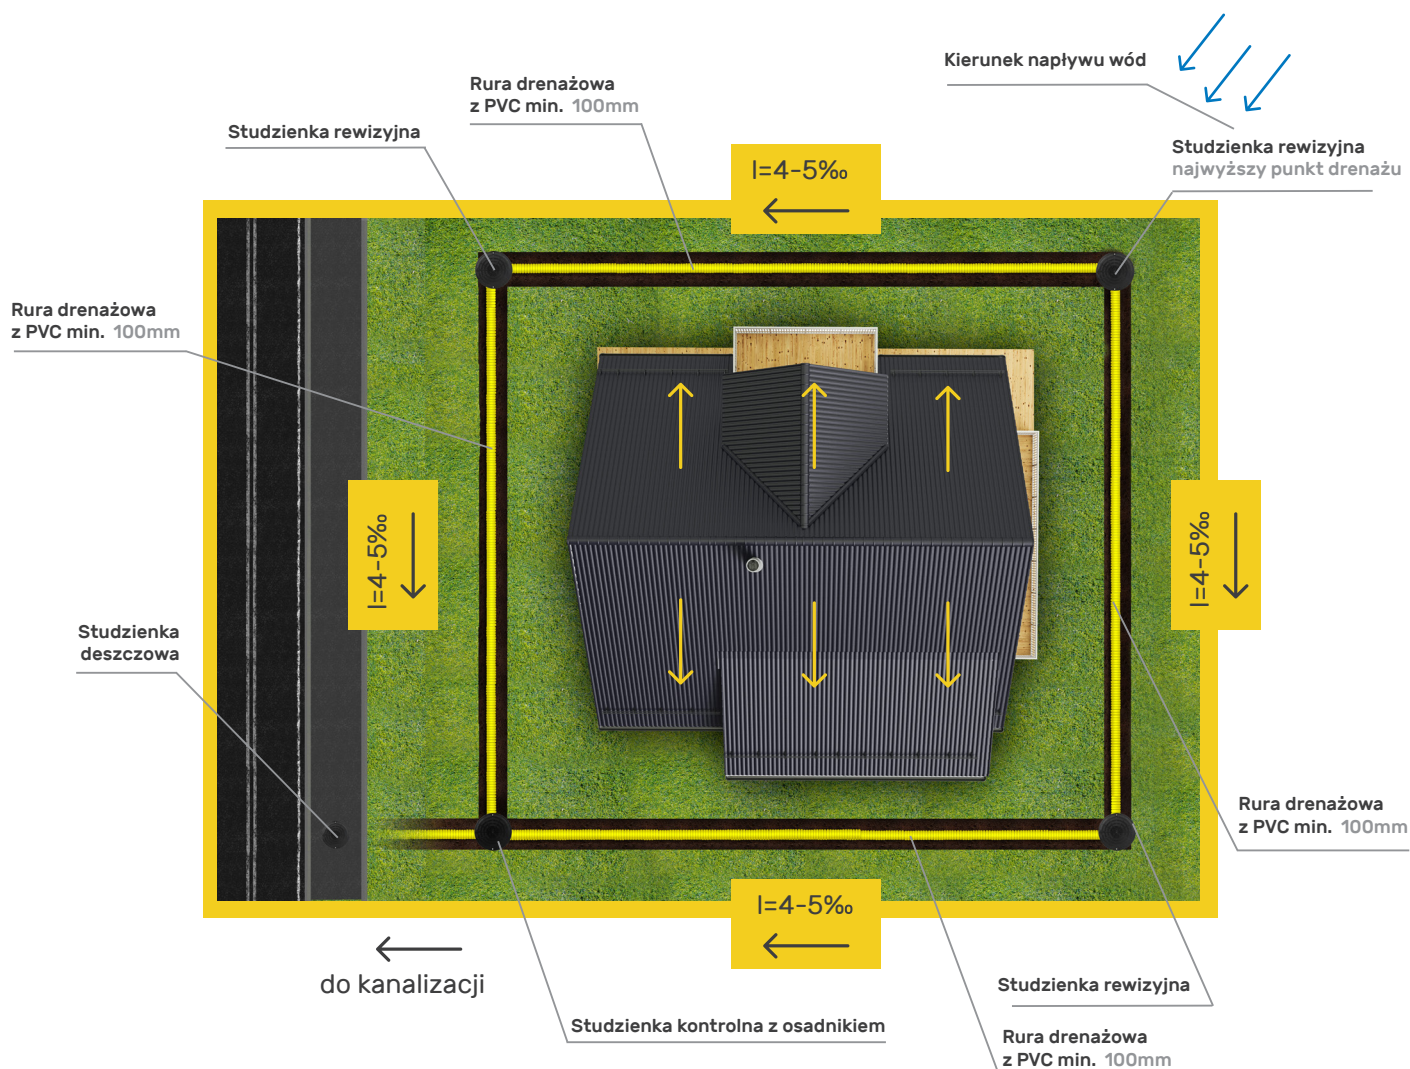 Kierunek napływu wód
Rura drenażowa
z PVC min. 100mm
Studzienka rewizyjna
Studzienka rewizyjna
najwyższy punkt drenażu
I=4-5‰
Rura drenażowa
z PVC min. 100mm
I=4-5‰
I=4-5‰
Studzienka
deszczowa
Rura drenażowa
z PVC min. 100mm
I=4-5‰
do kanalizacji
Studzienka rewizyjna
Studzienka kontrolna z osadnikiem
Rura drenażowa
z PVC min. 100mm